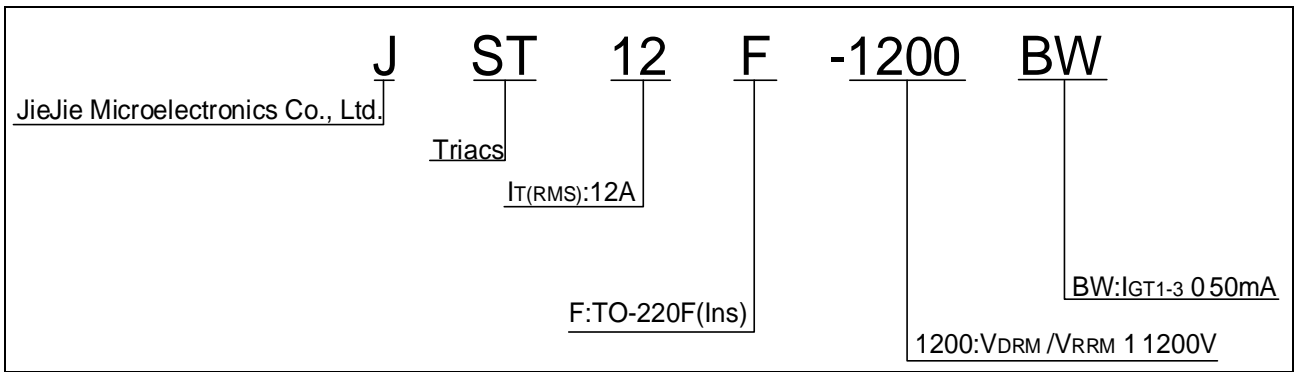 J ST 12 F -1200 BW
JieJie Microelectronics Co., Ltd.
Triacs
IT(RMS):12A
BW:IGT1-3 0 50mA
F:TO-220F(Ins)
1200:VDRM /VRRM 1 1200V